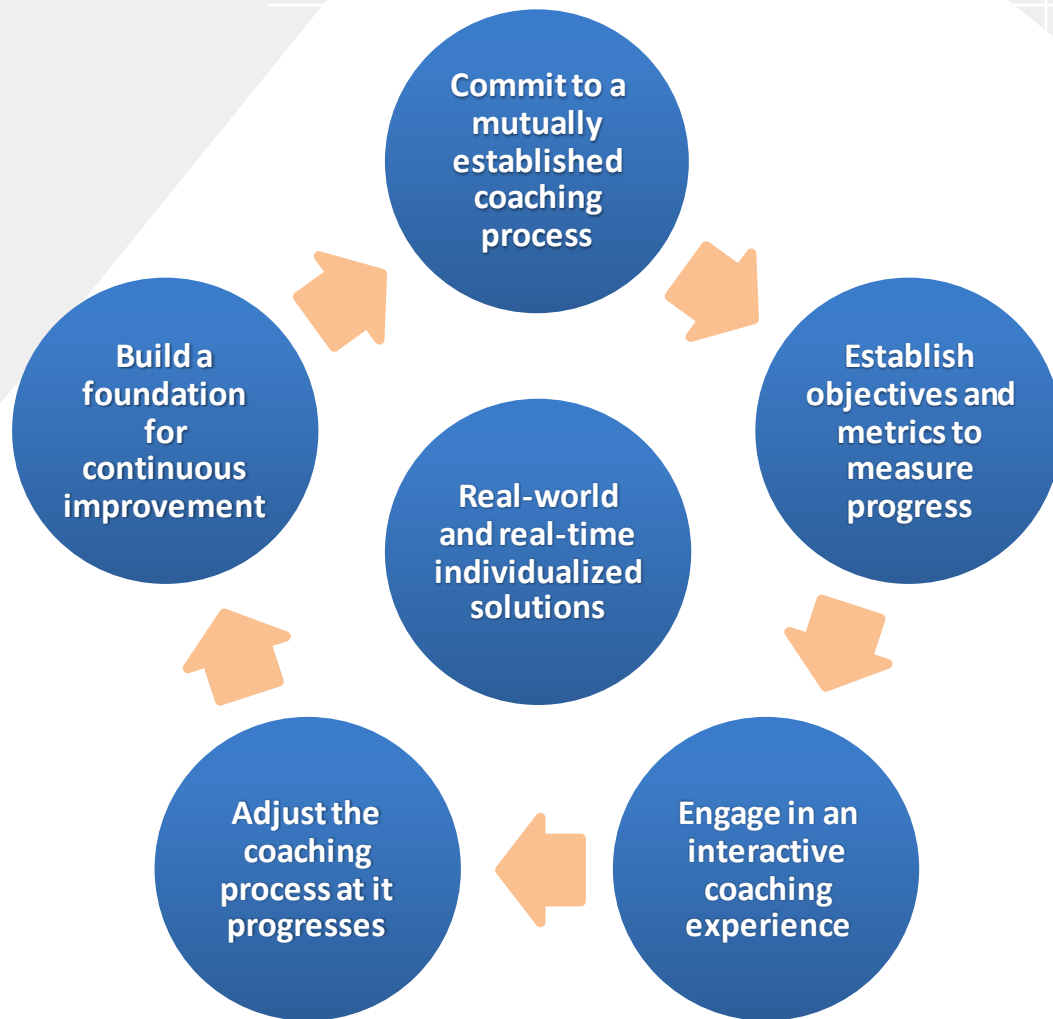 Commit to a
mutually
established
coaching
process
Establish
objectives and
metrics to
measure
progress
Engage in an
interactive
coaching
experience
Adjust the
coaching
process at it
progresses
Build a
foundation
for
continuous
improvement
Real-world
and real-time
individualized
solutions